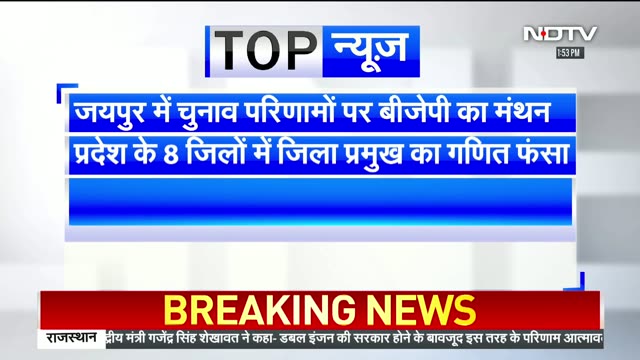 TOP न्यूज़
NDTV
1:53 PM
जयपुर में चुनाव परिणामों पर बीजेपी का मंथन
प्रदेश के 8 जिलों में जिला प्रमुख का गणित फंसा
BREAKING NEWS
राजस्थान
द्रीय मंत्री गजेंद्र सिंह शेखावत ने कहा- डबल इंजन की सरकार होने के बावजूद इस तरह के परिणाम आत्माव